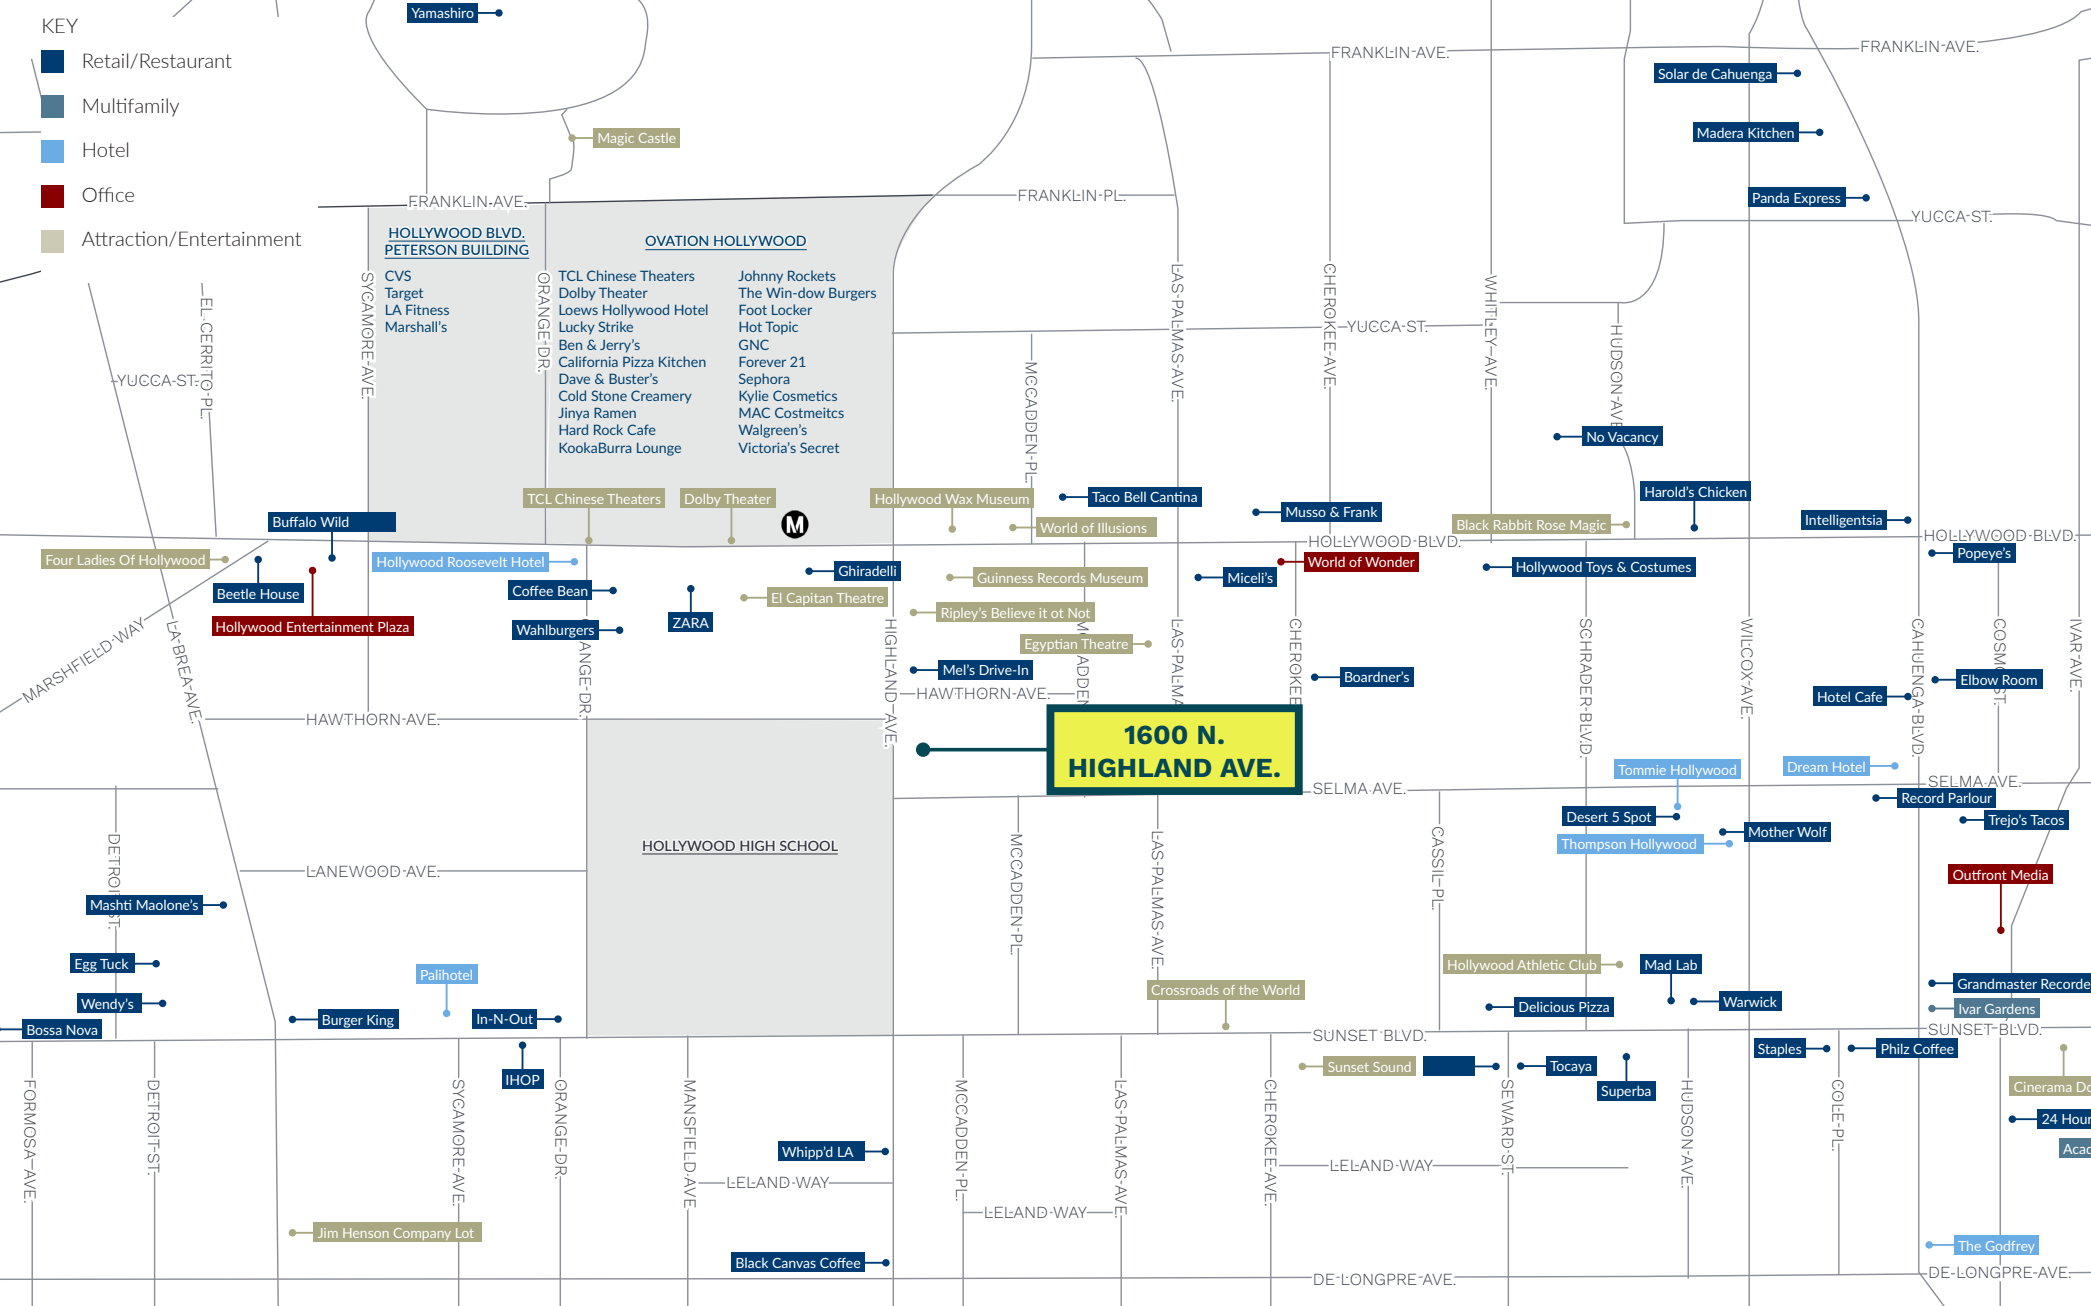 KEY
Retail/Restaurant
Multifamily
Hotel
Office
Attraction/Entertainment
Yamashiro
Magic Castle
FRANKLIN AVE.
FRANKLIN AVE.
FRANKLIN AVE.
FRANKLIN PL.
Solar de Cahuenga
Madera Kitchen
Panda Express
YUCCA ST.
HOLLYWOOD BLVD.
PETERSON BUILDING
CVS
Target
LA Fitness
Marshall's
OVATION HOLLYWOOD
TCL Chinese Theaters
Dolby Theater
Loews Hollywood Hotel
Lucky Strike
Ben & Jerry's
California Pizza Kitchen
Dave & Buster's
Cold Stone Creamery
Jinya Ramen
Hard Rock Cafe
KookaBurra Lounge
Johnny Rockets
The Win-dow Burgers
Foot Locker
Hot Topic
GNC
Forever 21
Sephora
Kylie Cosmetics
MAC Costmeitcs
Walgreen's
Victoria's Secret
EL CERRITO PL.
SYCAMORE AVE.
ORANGE DR.
MCCADDEN PL.
LAS PALMAS AVE.
CHEROKEE AVE.
WHITLEY AVE.
HUDSON AVE
YUCCA ST.
YUCCA ST.
No Vacancy
TCL Chinese Theaters
Dolby Theater
M
Hollywood Wax Museum
World of Illusions
Taco Bell Cantina
Musso & Frank
Black Rabbit Rose Magic
Harold's Chicken
Intelligentsia
Buffalo Wild
HOLLYWOOD BLVD.
HOLLYWOOD BLVD.
Four Ladies Of Hollywood
Beetle House
Hollywood Entertainment Plaza
Hollywood Roosevelt Hotel
Coffee Bean
Wahlburgers
ZARA
Ghiradelli
El Capitan Theatre
Guinness Records Museum
Ripley's Believe it ot Not
Egyptian Theatre
Mel's Drive-In
Miceli's
World of Wonder
Hollywood Toys & Costumes
Popeye's
Boardner's
Elbow Room
Hotel Cafe
MARSHFIELD WAY
LA BREA AVE.
ANGE DR.
HIGHLAND AVE.
ADDEN
LAS PALMA
CHEROKEE
SCHRADER BLVD.
WILCOX AVE.
CAHUENGA BLVD.
COSM ST.
IVAR AVE.
HAWTHORN AVE.
HAWTHORN AVE.
1600 N.
HIGHLAND AVE.
Tommie Hollywood
Dream Hotel
SELMA AVE.
SELMA AVE.
Record Parlour
Trejo's Tacos
Desert 5 Spot
Mother Wolf
Thompson Hollywood
Outfront Media
HOLLYWOOD HIGH SCHOOL
LANEWOOD AVE.
DETROI ST.
MCCADDEN PL.
LAS PALMAS AVE.
CASSIL PL.
Mashti Maolone's
Egg Tuck
Wendy's
Bossa Nova
Palihotel
Burger King
In-N-Out
IHOP
Crossroads of the World
Hollywood Athletic Club
Mad Lab
Delicious Pizza
Warwick
Grandmaster Recorde
Ivar Gardens
SUNSET BLVD.
SUNSET BLVD.
Sunset Sound
Tocaya
Superba
Staples
Philz Coffee
Cinerama Do
24 Hour
Acad
FORMOSA AVE.
DETROIT ST.
SYCAMORE AVE.
ORANGE DR.
MANSFIELD AVE
MCCADDEN PL.
LAS PALMAS AVE.
CHEROKEE AVE.
SEWARD ST.
HUDSON AVE.
COLE PL.
Whipp'd LA
LELAND WAY
LELAND WAY
LELAND WAY
Jim Henson Company Lot
Black Canvas Coffee
The Godfrey
DE LONGPRE AVE.
DE LONGPRE AVE.